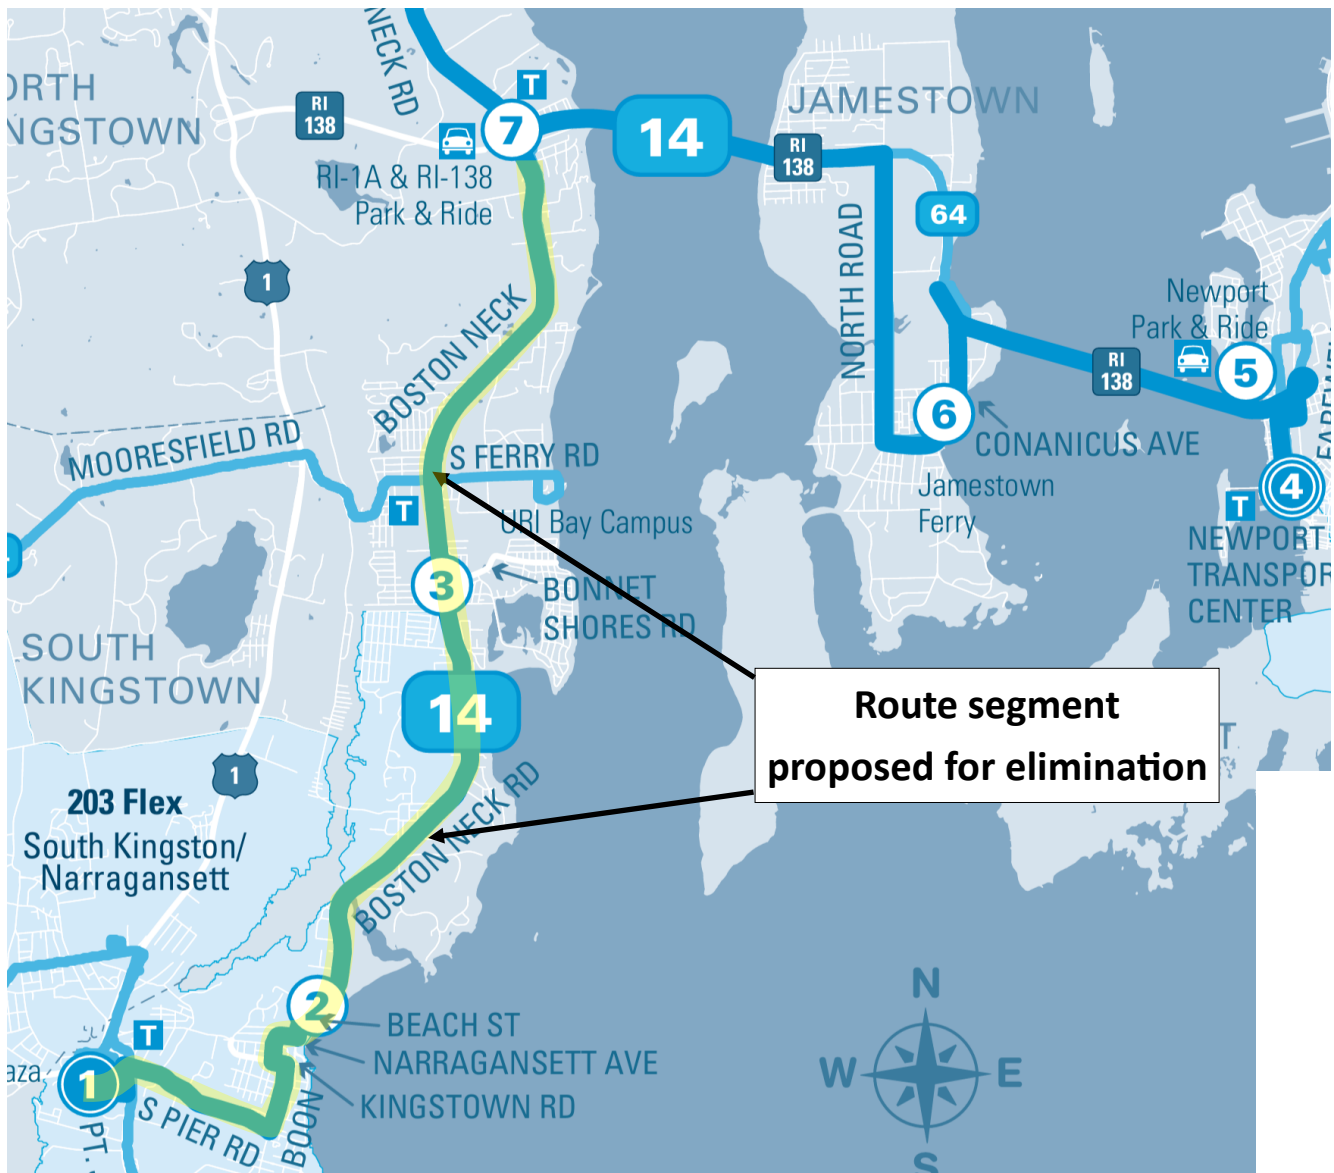 NECK RD
ORTH
NGSTOWN
RI
138
T
7
14
RI-1A & RI-138
Park & Ride
JAMESTOWN
RI
138
64
1
NORTH ROAD
Newport
Park & Ride
5
RI
138
BOSTON NECK
6
CONANICUS AVE
Jamestown
Ferry
FAREWEL
MOORESFIELD RD
S FERRY RD
T
URI Bay Campus
4
T
NEWPORT
TRANSPOR
CENTER
3
BONNET
SHORES RD
SOUTH
KINGSTOWN
14
Route segment
proposed for elimination
T
1
BOSTON NECK RD
203 Flex
South Kingston/
Narragansett
2
BEACH ST
NARRAGANSETT AVE
KINGSTOWN RD
T
aza
1
S PIER RD
BOON
PT.
N
W
E
S